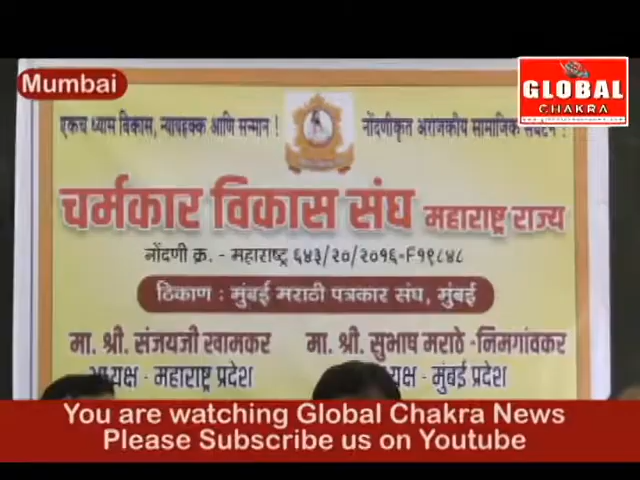 Mumbai
GLOBAL
CHAKRA
एकच ध्यास विकास, न्यायहक्क आणि सन्मान !
नोंदणीकृत अराजकीय सामाजिक संघटन !
चर्मकार विकास संघ महाराष्ट्र राज्य
नोंदणी क्र. - महाराष्ट्र ६४३/२०/२०१६-F१९८४८
ठिकाण : मुंबई मराठी पत्रकार संघ, मुंबई
मा. श्री. संजयजी खामकर
मा. श्री. सुभाष मराठे -निमगांवकर
- महाराष्ट्र प्रदेश
- मुंबई प्रदेश
You are watching Global Chakra News
Please Subscribe us on Youtube